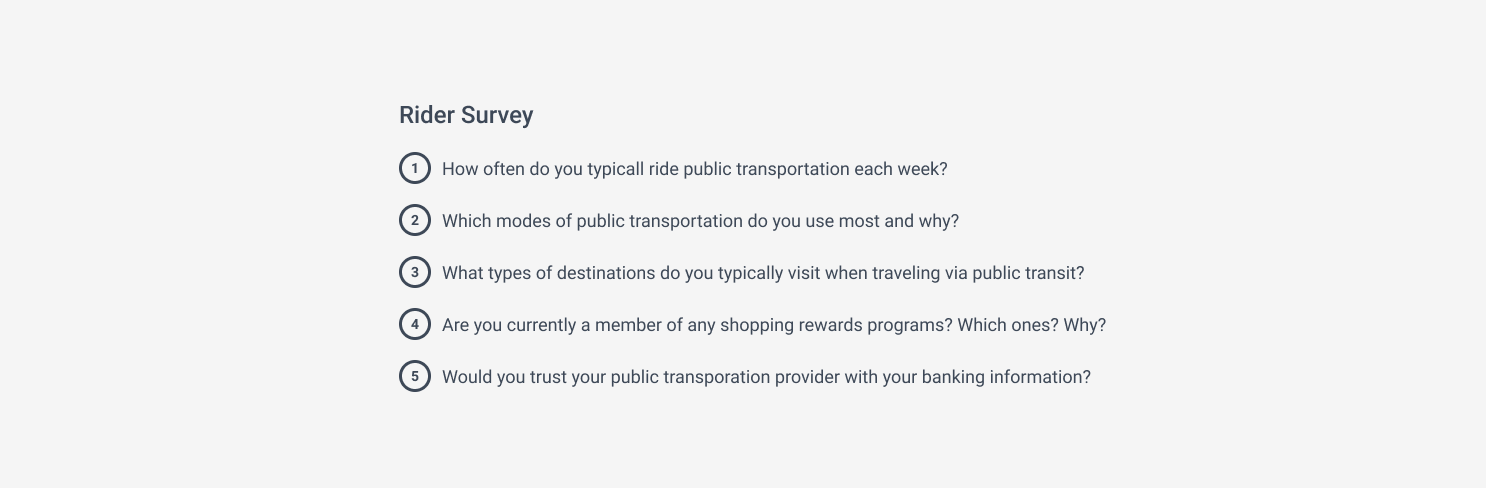 Rider Survey
1 How often do you typicall ride public transportation each week?
2 Which modes of public transportation do you use most and why?
3 What types of destinations do you typically visit when traveling via public transit?
4 Are you currently a member of any shopping rewards programs? Which ones? Why?
5 Would you trust your public transporation provider with your banking information?